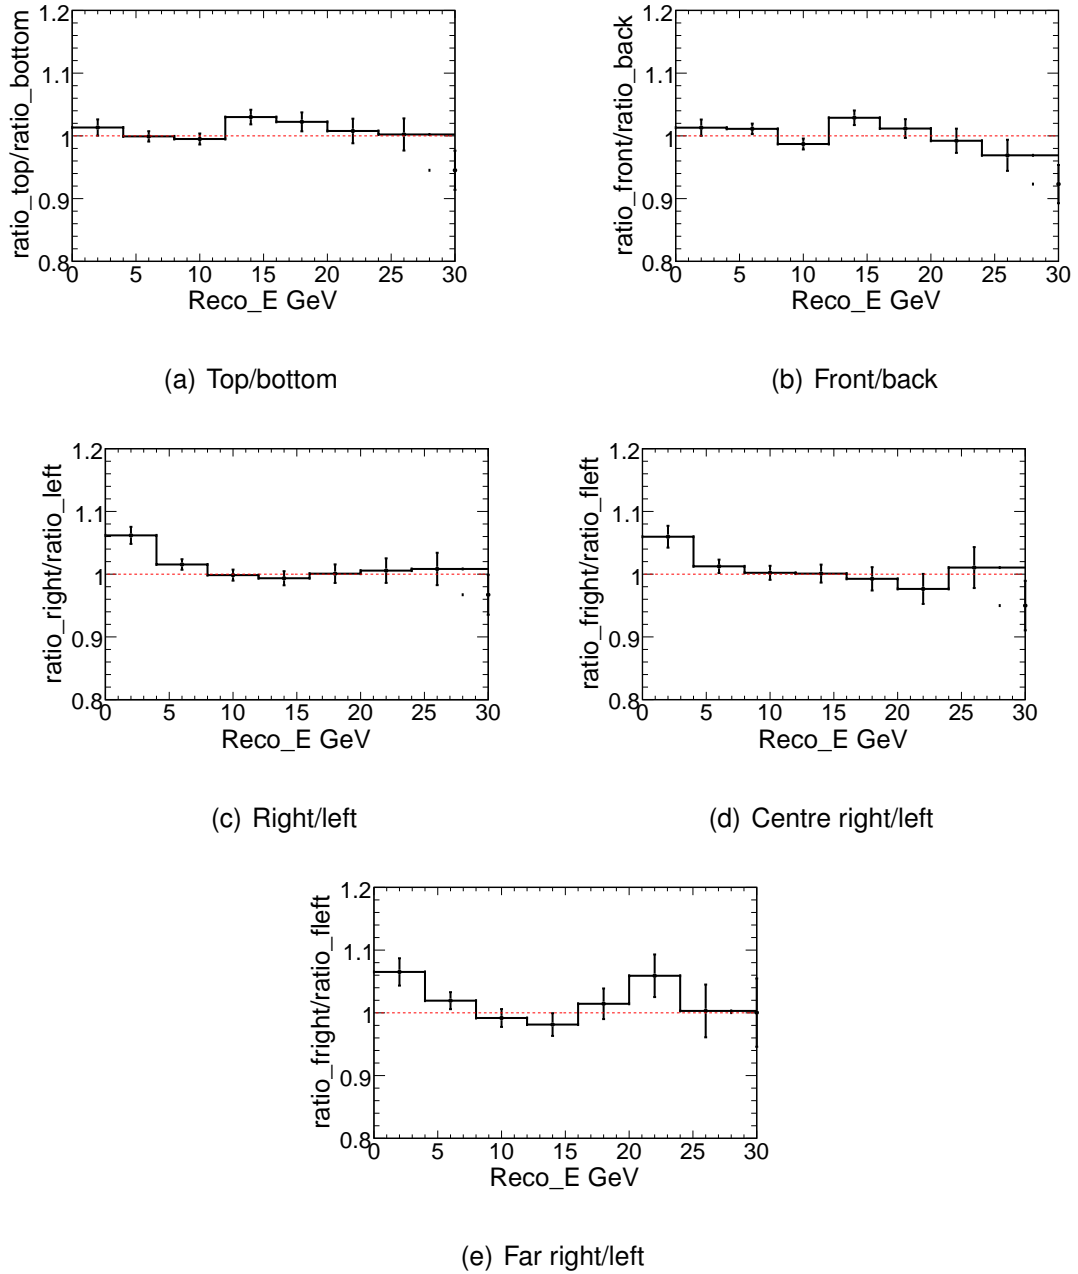 ratio_top/ratio_bottom
1.2
1.1
1
0.9
0.8
0 5 10 15 20 25 30
Reco_E GeV
(a) Top/bottom
ratio_front/ratio_back
1.2
1.1
1
0.9
0.8
0 5 10 15 20 25 30
Reco_E GeV
(b) Front/back
ratio_right/ratio_left
1.2
1.1
1
0.9
0.8
0 5 10 15 20 25 30
Reco_E GeV
(c) Right/left
ratio_fright/ratio_fleft
1.2
1.1
1
0.9
0.8
0 5 10 15 20 25 30
Reco_E GeV
(d) Centre right/left
ratio_fright/ratio_fleft
1.2
1.1
1
0.9
0.8
0 5 10 15 20 25 30
Reco_E GeV
(e) Far right/left